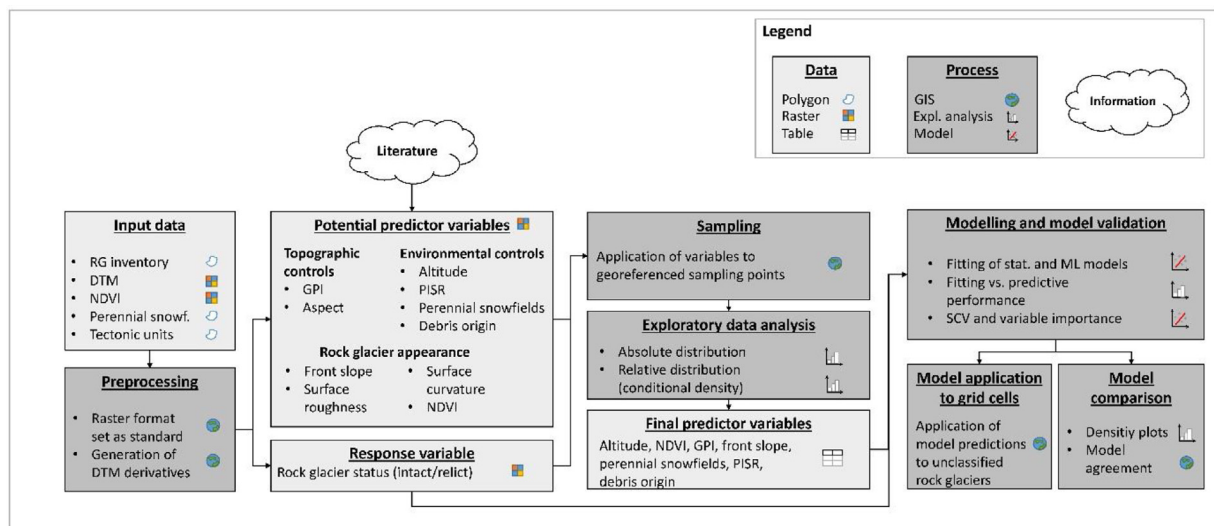 Legend
Data
Polygon
Raster
Table
Process
GIS
Expl. analysis
Model
Information
Literature
Input data
• RG inventory
• DTM
• NDVI
• Perennial snowf.
• Tectonic units
Preprocessing
• Raster format
set as standard
• Generation of
DTM derivatives
Potential predictor variables
Topographic
controls
• GPI
• Aspect
Environmental controls
• Altitude
• PISR
• Perennial snowfields
• Debris origin
Rock glacier appearance
• Front slope
• Surface
roughness
• Surface
curvature
• NDVI
Response variable
Rock glacier status (intact/relict)
Sampling
Application of variables to
georeferenced sampling points
Exploratory data analysis
• Absolute distribution
• Relative distribution
(conditional density)
Final predictor variables
Altitude, NDVI, GPI, front slope,
perennial snowfields, PISR,
debris origin
Modelling and model validation
• Fitting of stat. and ML models
• Fitting vs. predictive
performance
• SCV and variable importance
Model application
to grid cells
Application of
model predictions
to unclassified
rock glaciers
Model
comparison
• Densitiy plots
• Model
agreement